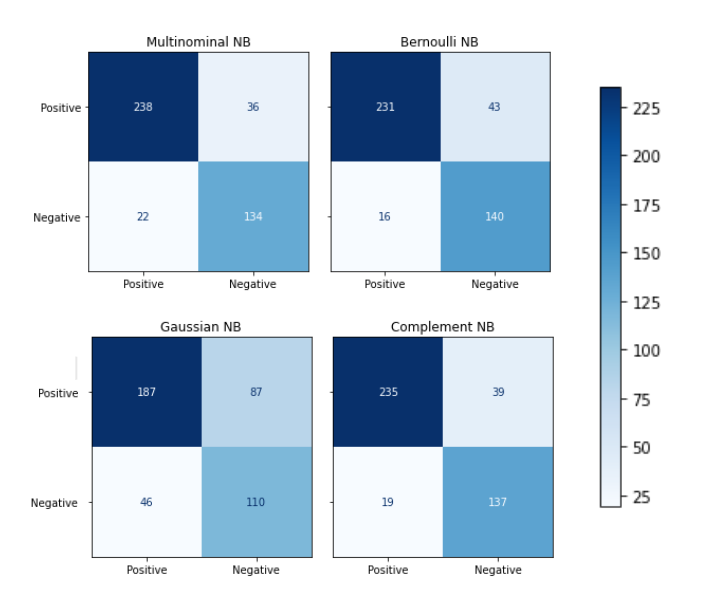 Multinominal NB
Bernoulli NB
Positive
238
36
231
43
Negative
22
134
16
140
Positive
Negative
Positive
Negative
Gaussian NB
Complement NB
Positive
187
87
235
39
Negative
46
110
19
137
Positive
Negative
Positive
Negative
225
200
175
150
125
100
75
50
25